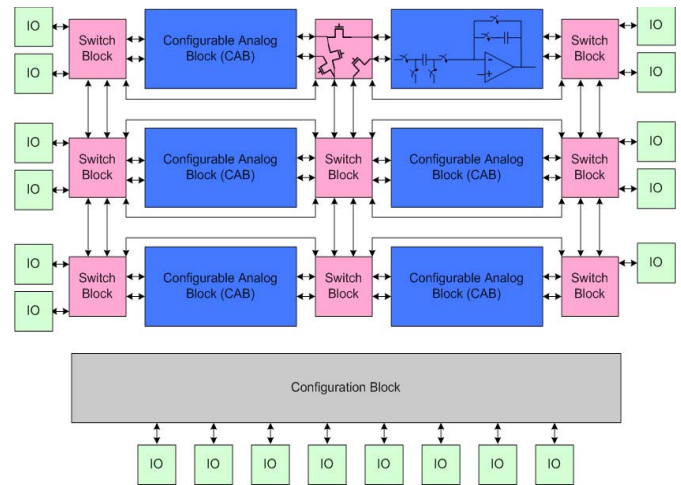 IO
Switch
Block
Configurable Analog
Block (CAB)
Switch
Block
IO
IO
IO
IO
Switch
Block
Configurable Analog
Block (CAB)
Switch
Block
Configurable Analog
Block (CAB)
Switch
Block
IO
IO
IO
IO
Switch
Block
Configurable Analog
Block (CAB)
Switch
Block
Configurable Analog
Block (CAB)
Switch
Block
IO
IO
Configuration Block
IO
IO
IO
IO
IO
IO
IO
IO